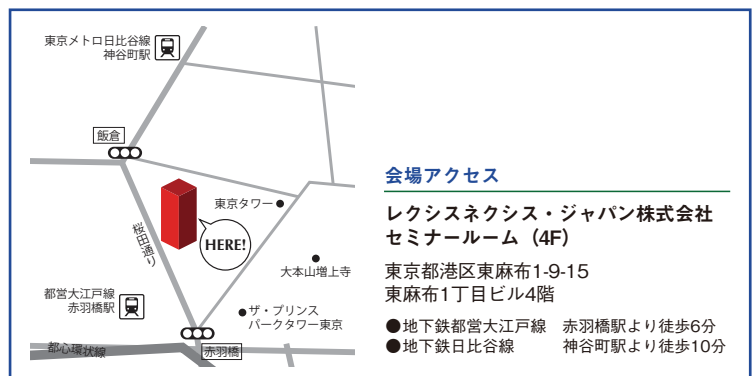 東京メトロ日比谷線
神谷町駅
飯倉
東京タワー
HERE!
桜田通り
大本山増上寺
都営大江戸線
赤羽橋駅
ザ・プリンス
パークタワー東京
都心環状線
赤羽橋
会場アクセス
レクシスネクシス・ジャパン株式会社
セミナールーム（4F）
東京都港区東麻布1-9-15
東麻布1丁目ビル4階
●地下鉄都営大江戸線　赤羽橋駅より徒歩6分
●地下鉄日比谷線　神谷町駅より徒歩10分